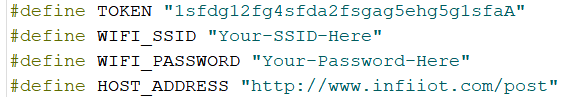 #define TOKEN "1sfdg12fg4sfda2fsgag5ehg5g1sfaA"
#define WIFI_SSID "Your-SSID-Here"
#define WIFI_PASSWORD "Your-Password-Here"
#define HOST_ADDRESS "http://www.infiiot.com/post"